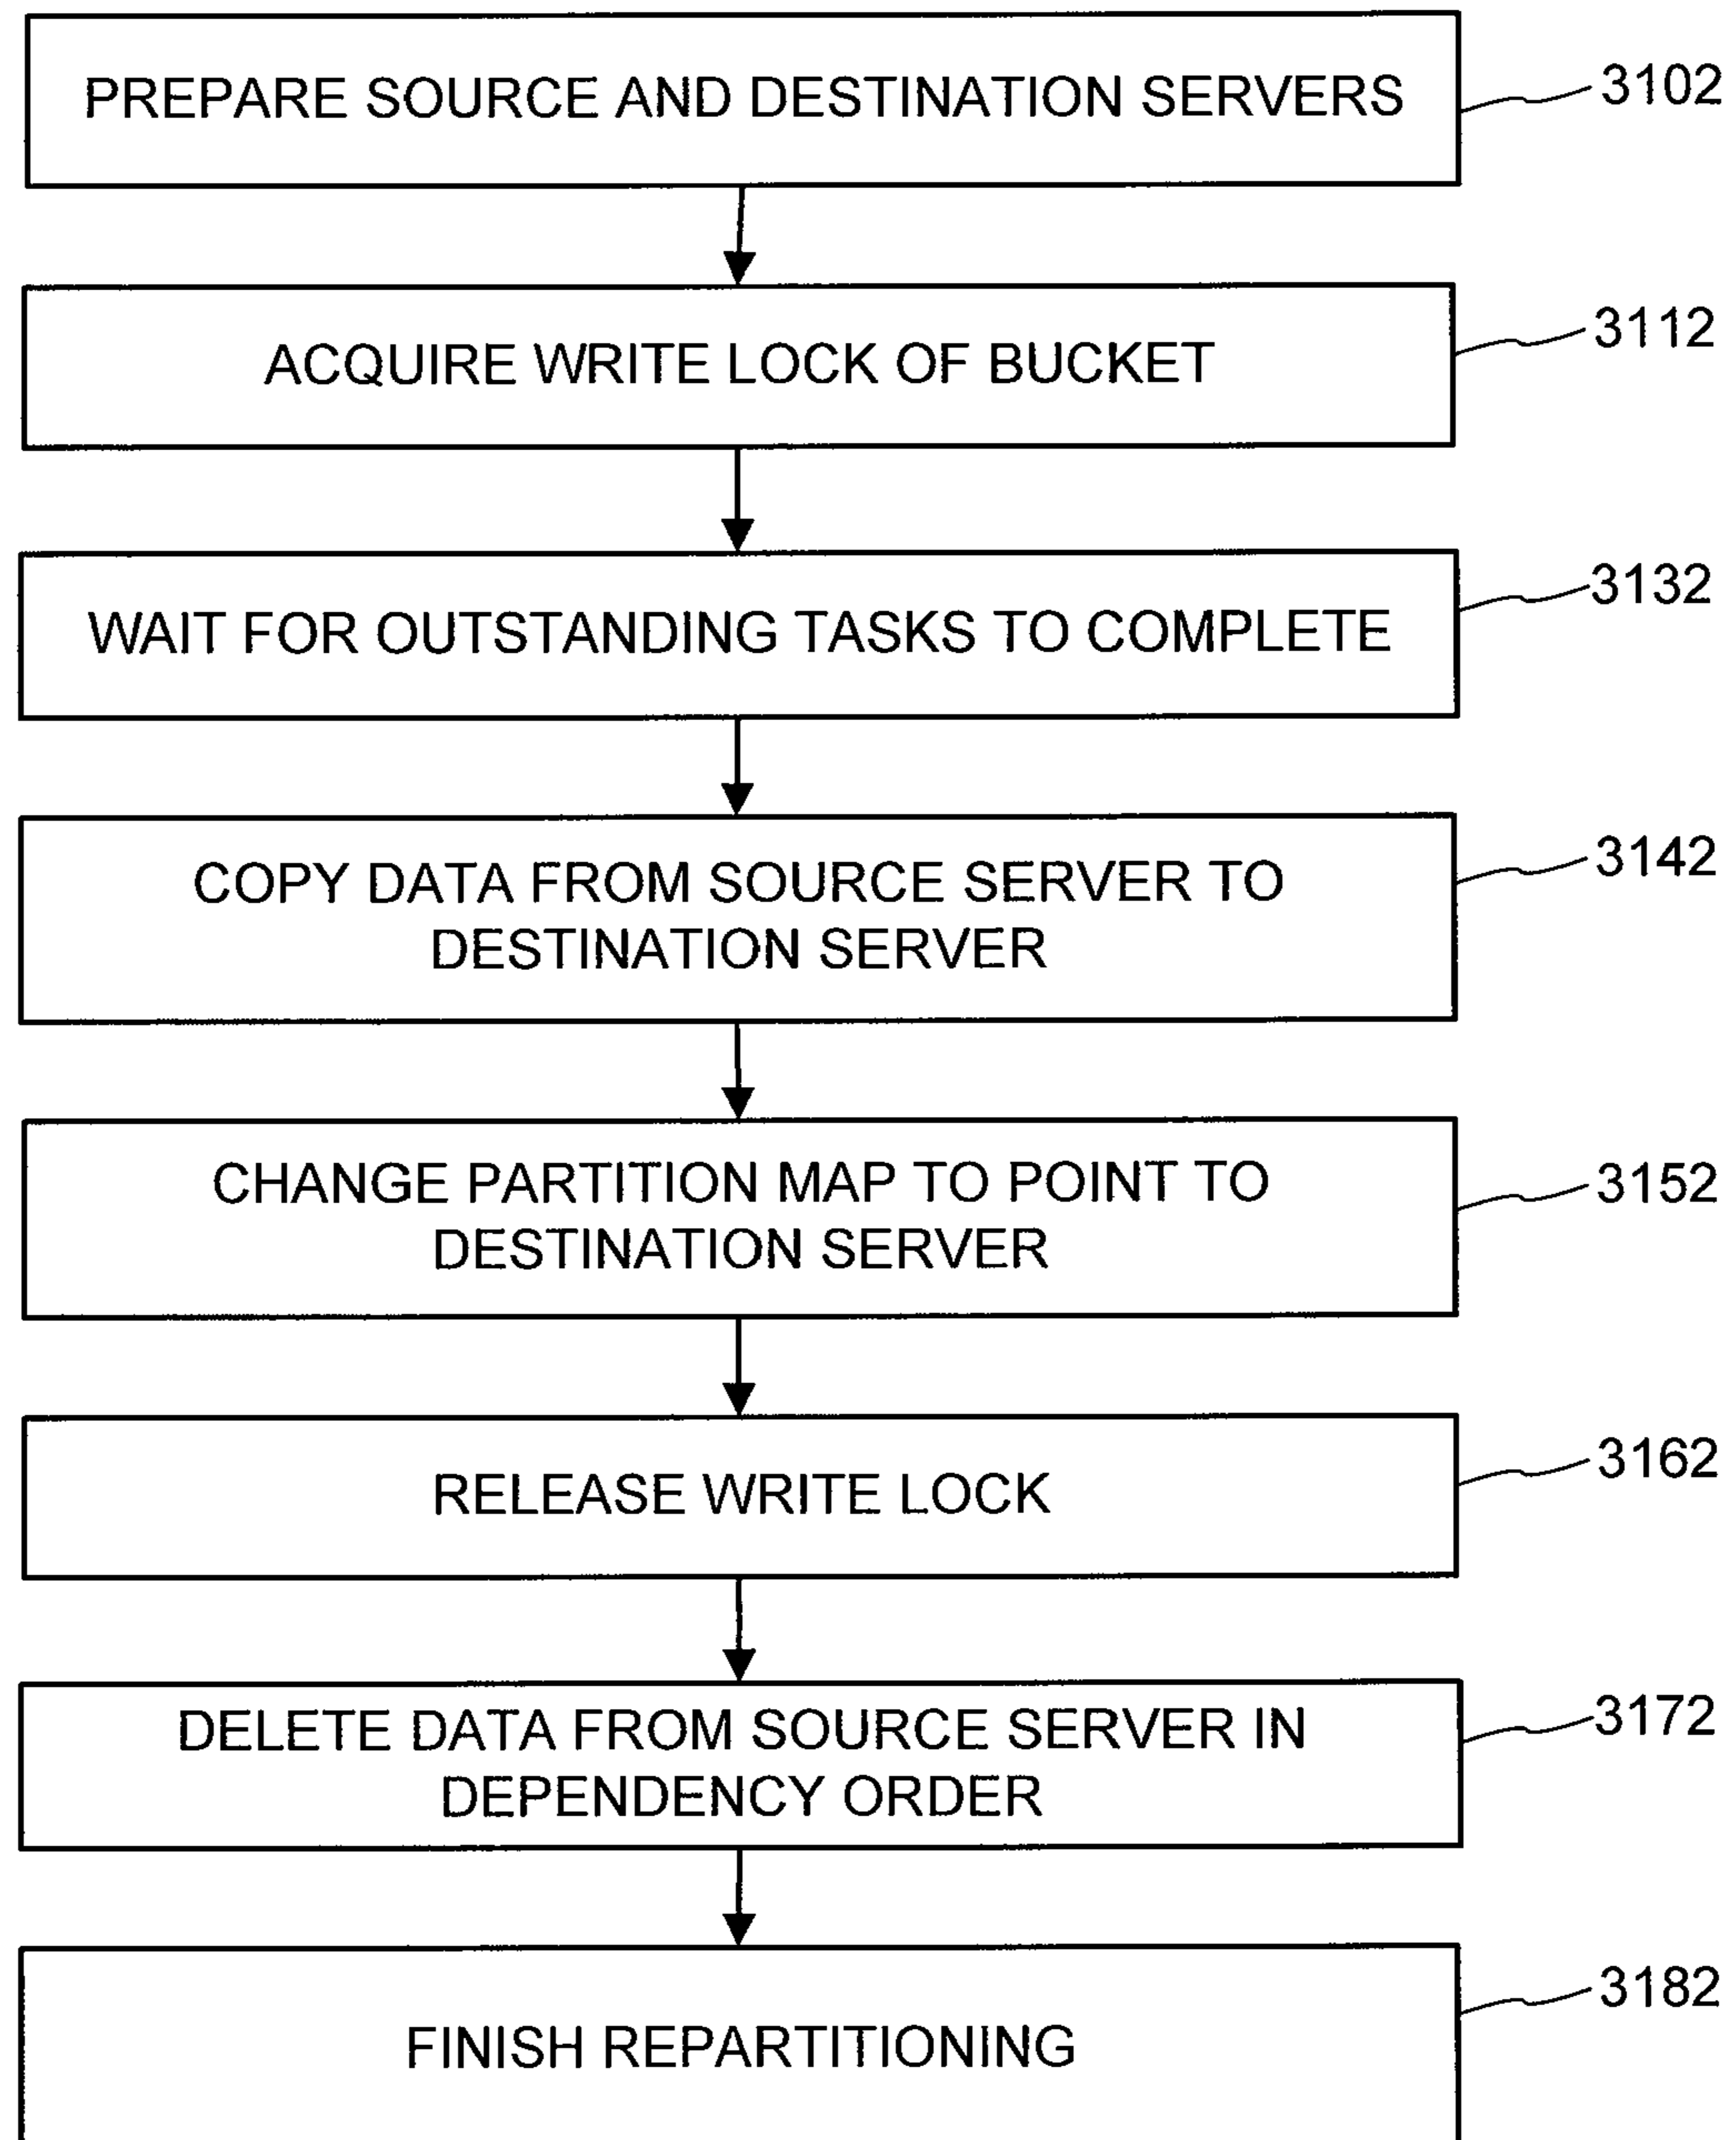 PREPARE SOURCE AND DESTINATION SERVERS
3102
ACQUIRE WRITE LOCK OF BUCKET
3112
WAIT FOR OUTSTANDING TASKS TO COMPLETE
3132
COPY DATA FROM SOURCE SERVER TO
DESTINATION SERVER
3142
CHANGE PARTITION MAP TO POINT TO
DESTINATION SERVER
3152
RELEASE WRITE LOCK
3162
DELETE DATA FROM SOURCE SERVER IN
DEPENDENCY ORDER
3172
FINISH REPARTITIONING
3182